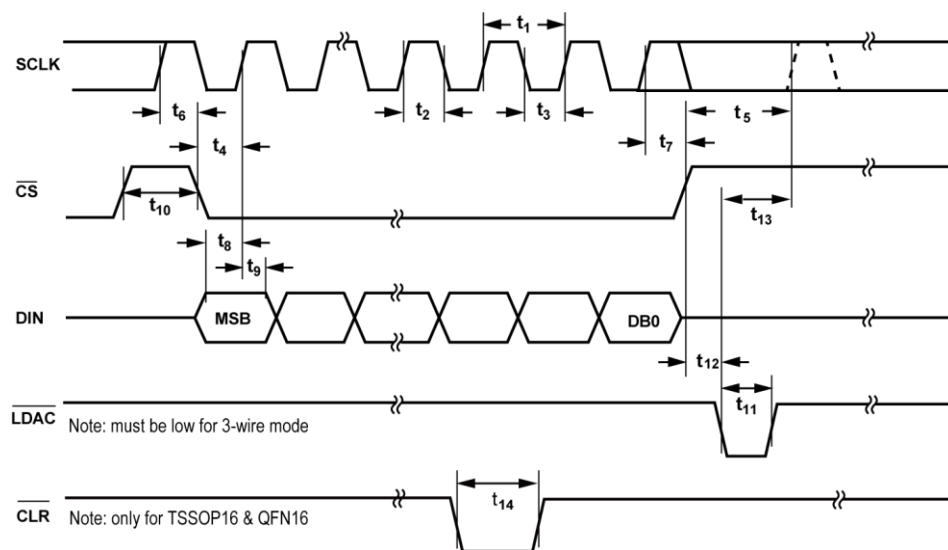 t1
SCLK
t6
t2
t3
t5
t4
t7
CS
t10
t13
t8
t9
DIN
MSB
DB0
t12
LDAC
t11
Note: must be low for 3-wire mode
CLR
Note: only for TSSOP16 & QFN16
t14